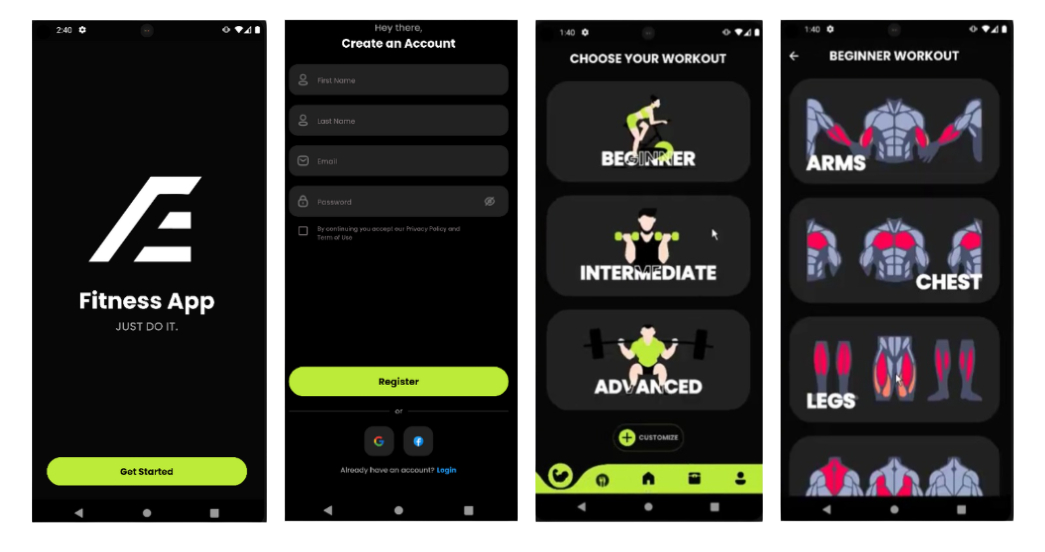 2:40
Fitness App
JUST DO IT.
Get Started
Hey there,
Create an Account
First Name
Last Name
Email
Password
By continuing you accept our Privacy Policy and
Term of Use
Register
or
Already have an account? Login
1:40
CHOOSE YOUR WORKOUT
BEGINNER
INTERMEDIATE
ADVANCED
CUSTOMIZE
1:40
BEGINNER WORKOUT
ARMS
CHEST
LEGS